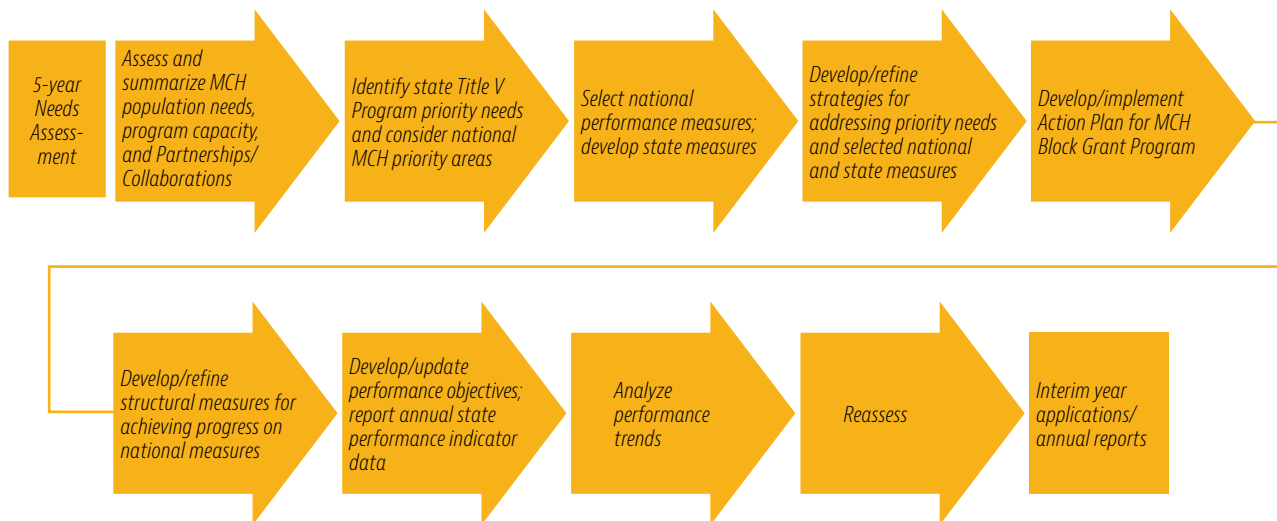 5-year
Needs
Assess-
ment
Assess and
summarize MCH
population needs,
program capacity,
and Partnerships/
Collaborations
Identify state Title V
Program priority needs
and consider national
MCH priority areas
Select national
performance measures;
develop state measures
Develop/refine
strategies for
addressing priority needs
and selected national
and state measures
Develop/implement
Action Plan for MCH
Block Grant Program
Develop/refine
structural measures for
achieving progress on
national measures
Develop/update
performance objectives;
report annual state
performance indicator
data
Analyze
performance
trends
Reassess
Interim year
applications/
annual reports